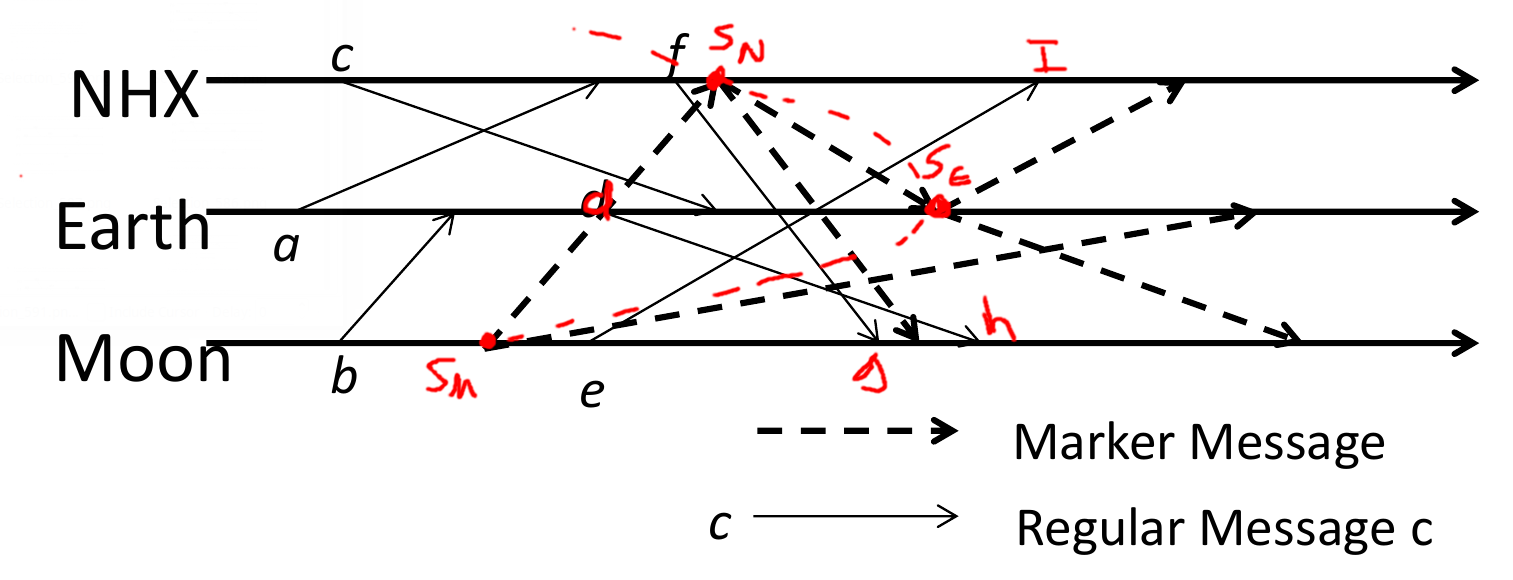 c f S_N I
NHX
S_E
d
Earth
a
h
Moon
b S_M e g
Marker Message
c Regular Message c